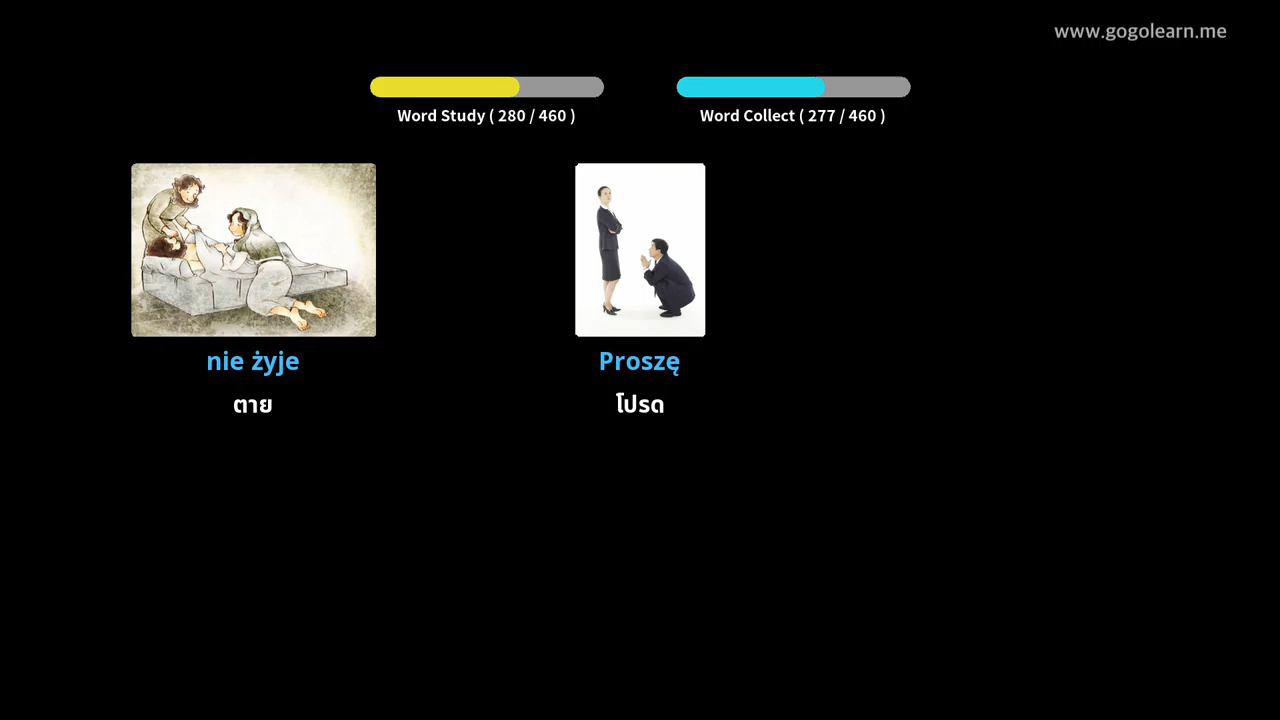 www.gogolearn.me
Word Study ( 280 / 460 )
Word Collect ( 277 / 460 )
nie żyje
Proszę
ตาย
โปรด